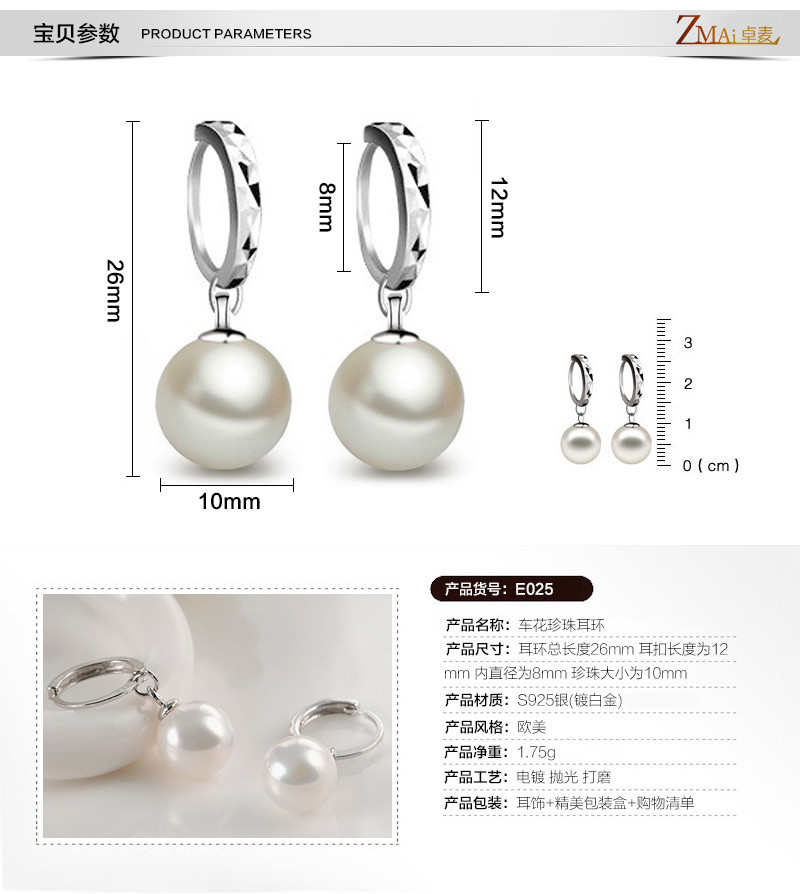 宝贝参数 PRODUCT PARAMETERS
ZMAi卓麦
26mm
8mm
12mm
10mm
3
2
1
0 ( cm )
产品货号: E025
产品名称: 车花珍珠耳环
产品尺寸: 耳环总长度26mm 耳扣长度为12
mm 内直径为8mm 珍珠大小为10mm
产品材质: S925银(镀白金)
产品风格: 欧美
产品净重: 1.75g
产品工艺: 电镀 抛光 打磨
产品包装: 耳饰+精美包装盒+购物清单